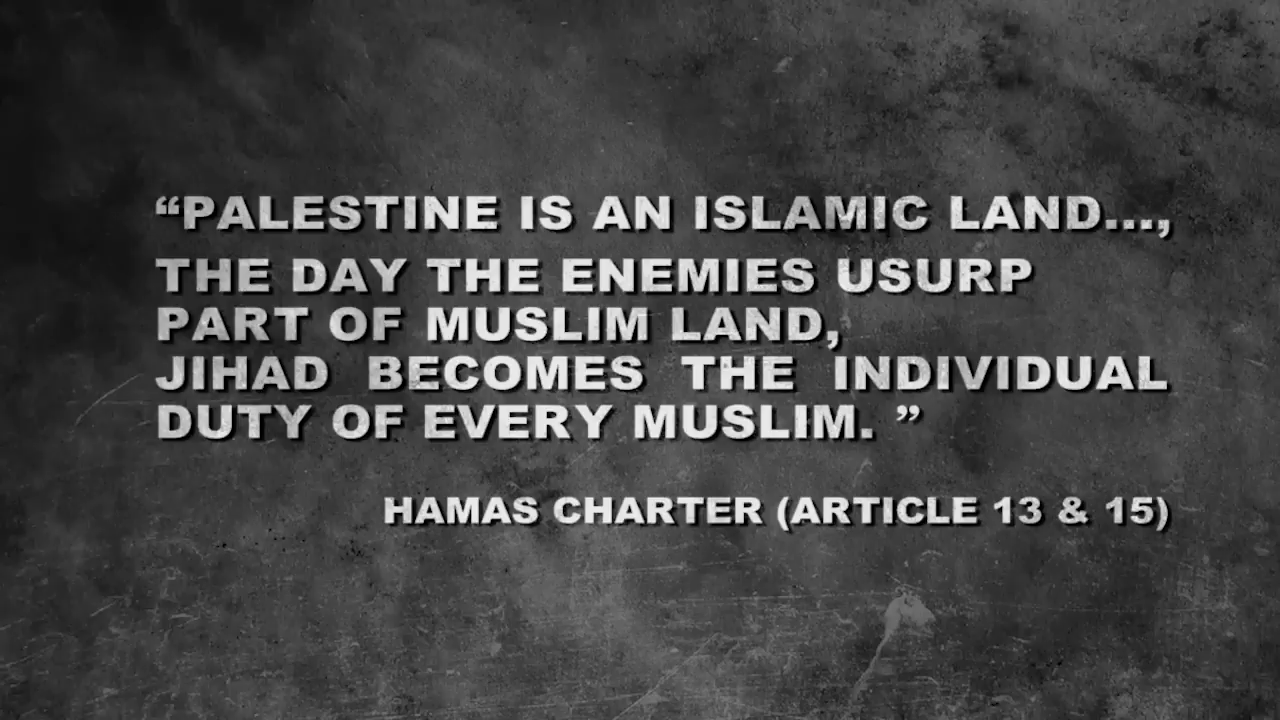 “PALESTINE IS AN ISLAMIC LAND...,
THE DAY THE ENEMIES USURP
PART OF MUSLIM LAND,
JIHAD BECOMES THE INDIVIDUAL
DUTY OF EVERY MUSLIM. ”
HAMAS CHARTER (ARTICLE 13 & 15)